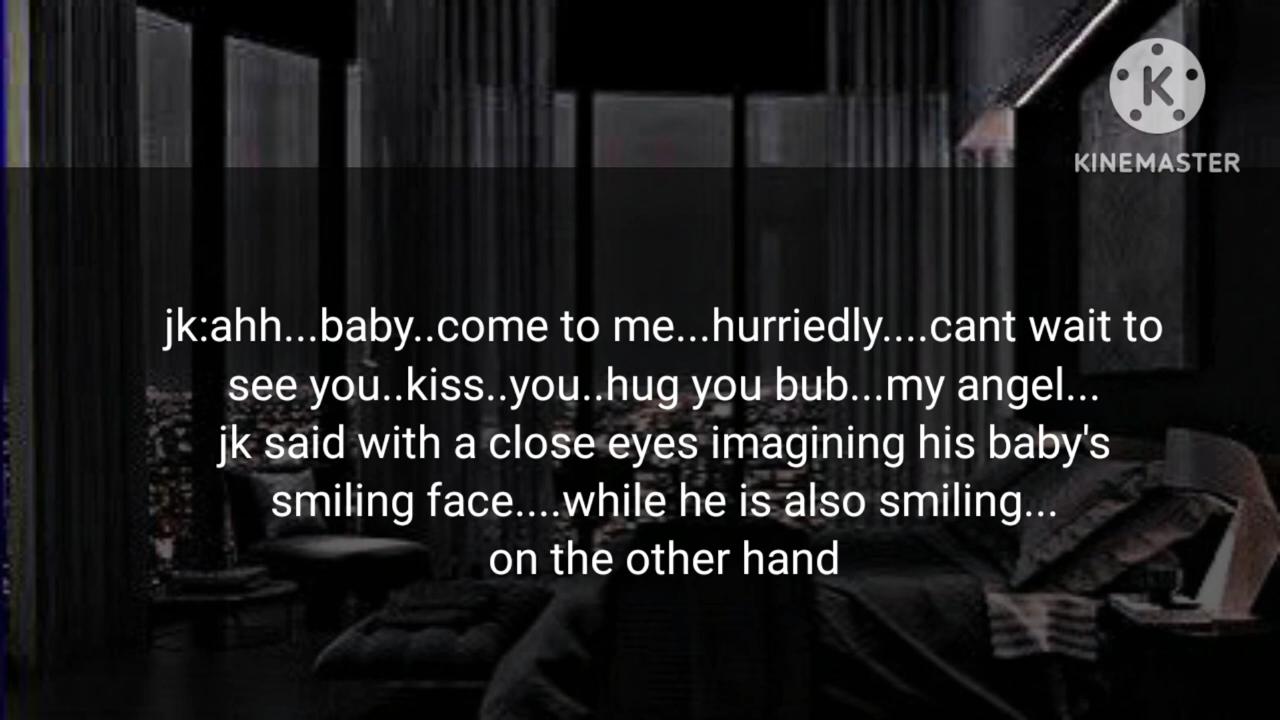 KINEMASTER
jk:ahh...baby..come to me...hurriedly....cant wait to
see you..kiss..you..hug you bub...my angel...
jk said with a close eyes imagining his baby's
smiling face....while he is also smiling...
on the other hand